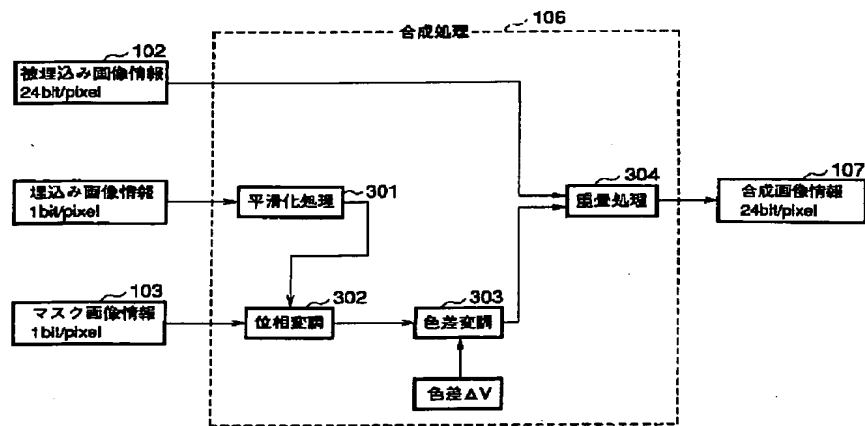 106
合成処理
102
被埋込み画像情報
24bit/pixel
304
107
埋込み画像情報
1bit/pixel
平滑化処理
301
重畳処理
合成画像情報
24bit/pixel
103
マスク画像情報
1bit/pixel
302
位相変調
303
色差変調
色差ΔV